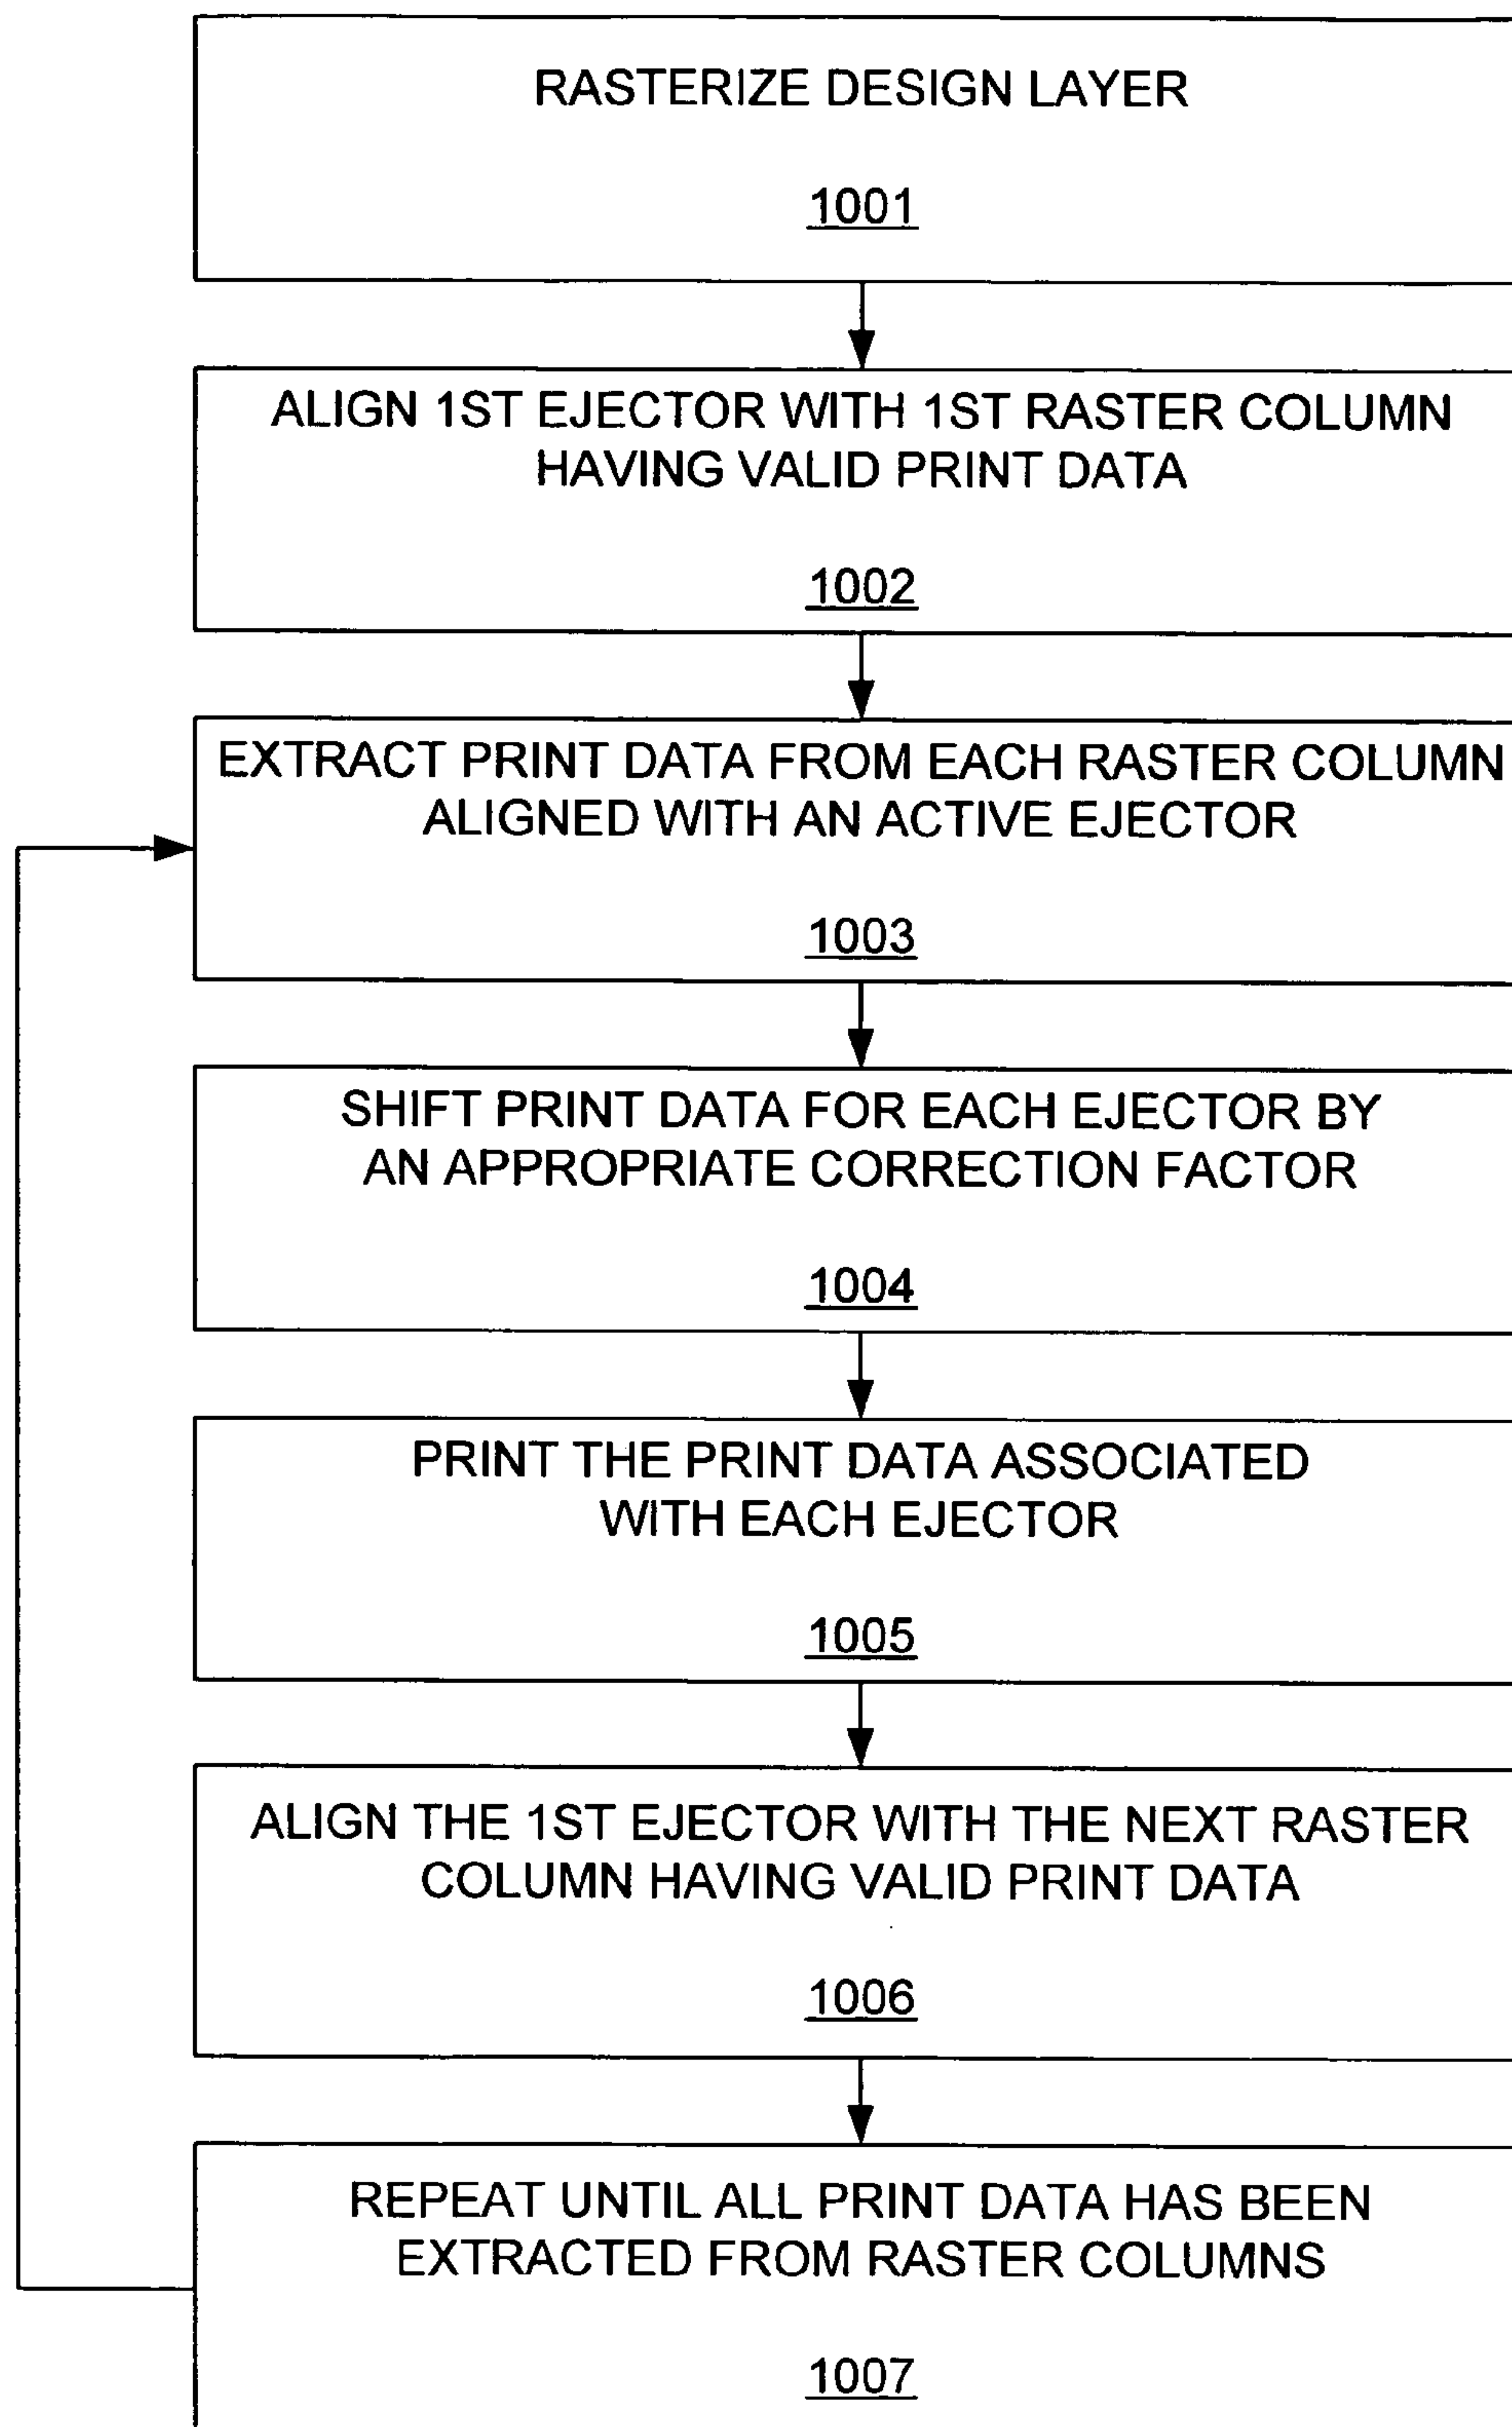 RASTERIZE DESIGN LAYER
1001
ALIGN 1ST EJECTOR WITH 1ST RASTER COLUMN
HAVING VALID PRINT DATA
1002
EXTRACT PRINT DATA FROM EACH RASTER COLUMN
ALIGNED WITH AN ACTIVE EJECTOR
1003
SHIFT PRINT DATA FOR EACH EJECTOR BY
AN APPROPRIATE CORRECTION FACTOR
1004
PRINT THE PRINT DATA ASSOCIATED
WITH EACH EJECTOR
1005
ALIGN THE 1ST EJECTOR WITH THE NEXT RASTER
COLUMN HAVING VALID PRINT DATA
1006
REPEAT UNTIL ALL PRINT DATA HAS BEEN
EXTRACTED FROM RASTER COLUMNS
1007